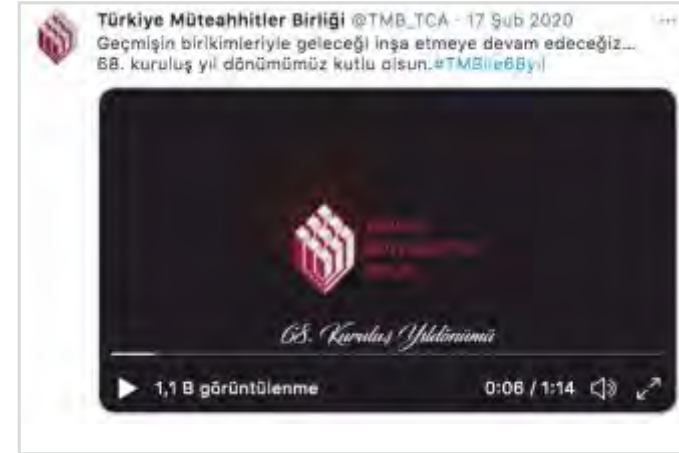 Türkiye Müteahhitler Birliği @TMB_TCA · 17 Şub 2020
Geçmişin birikimleriyle geleceği inşa etmeye devam edeceğiz...
68. kuruluş yıl dönümümüz kutlu olsun.#TMBile68yıl
68. Kuruluş Yıldönümü
1,1 B görüntülenme 0:06 / 1:14